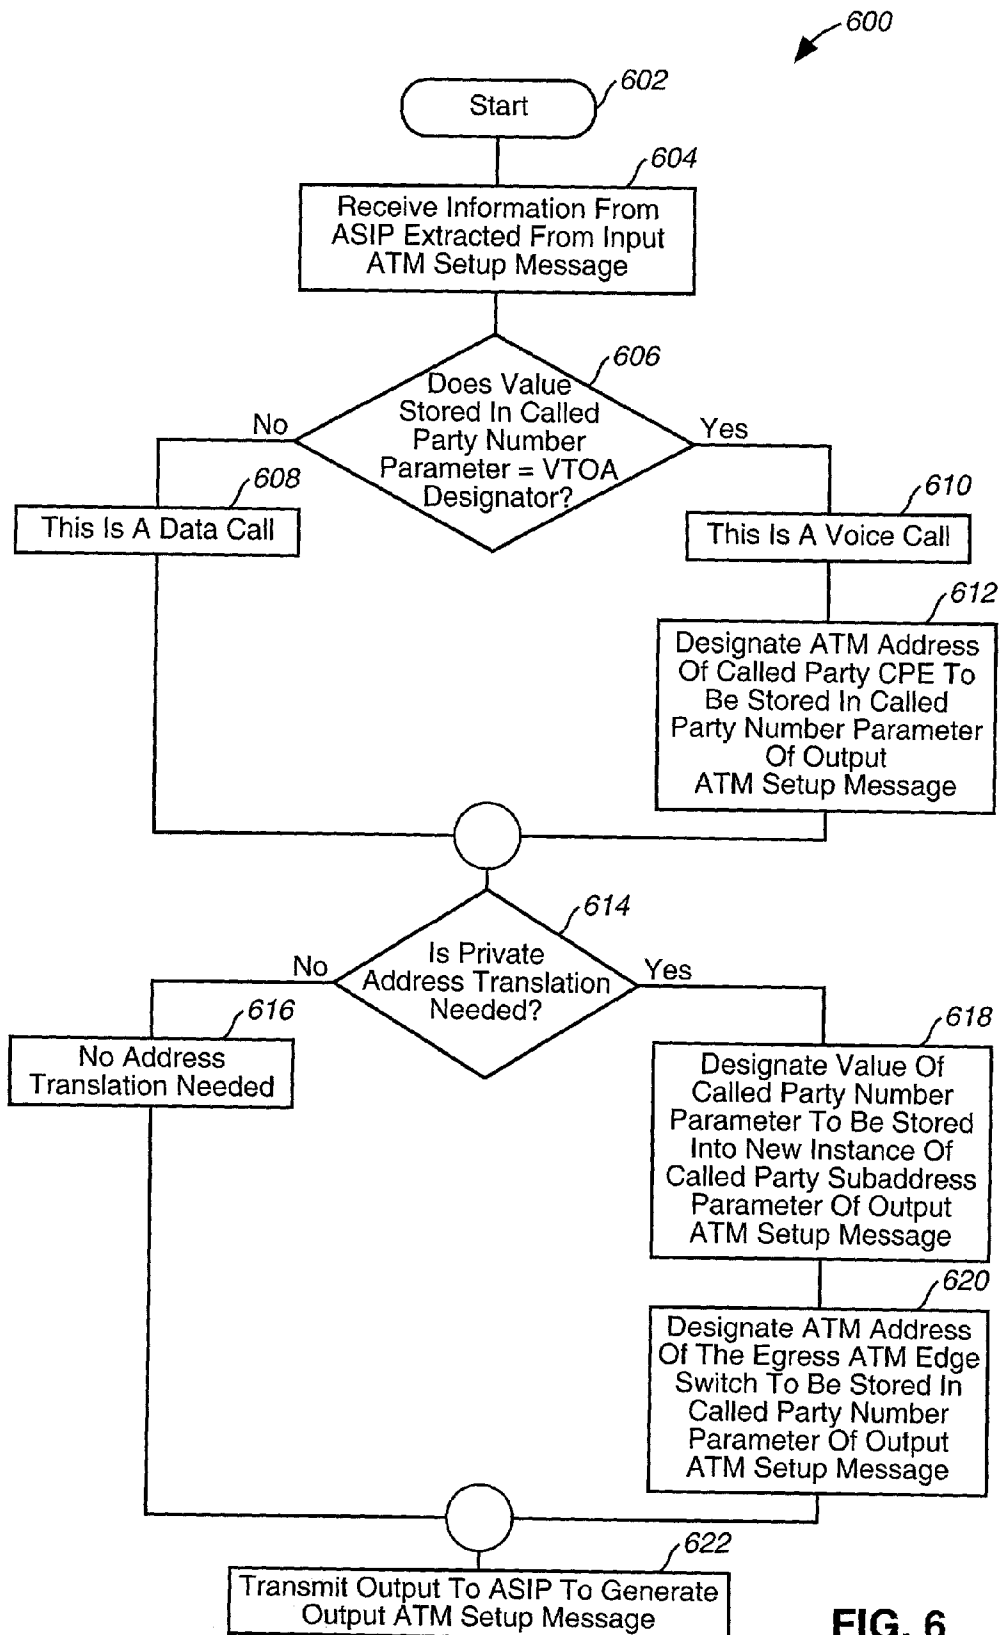 600
Start
602
604
Receive Information From
ASIP Extracted From Input
ATM Setup Message
606
Does Value
Stored In Called
Party Number
Parameter = VTOA
Designator?
No
Yes
608
This Is A Data Call
610
This Is A Voice Call
612
Designate ATM Address
Of Called Party CPE To
Be Stored In Called
Party Number Parameter
Of Output
ATM Setup Message
614
Is Private
Address Translation
Needed?
No
Yes
616
No Address
Translation Needed
618
Designate Value Of
Called Party Number
Parameter To Be Stored
Into New Instance Of
Called Party Subaddress
Parameter Of Output
ATM Setup Message
620
Designate ATM Address
Of The Egress ATM Edge
Switch To Be Stored In
Called Party Number
Parameter Of Output
ATM Setup Message
622
Transmit Output To ASIP To Generate
Output ATM Setup Message
FIG. 6